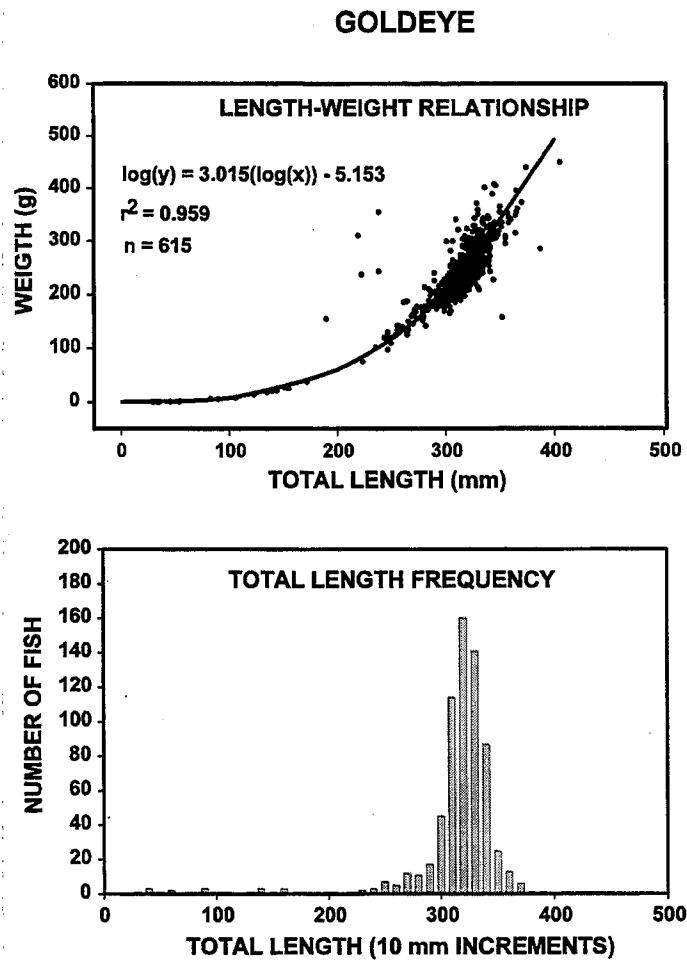 GOLDEYE
LENGTH-WEIGHT RELATIONSHIP
log(y) = 3.015(log(x)) - 5.153
r2 = 0.959
n = 615
WEIGTH (g)
600
500
400
300
200
100
0
0 100 200 300 400 500
TOTAL LENGTH (mm)
TOTAL LENGTH FREQUENCY
NUMBER OF FISH
200
180
160
140
120
100
80
60
40
20
0
0 100 200 300 400 500
TOTAL LENGTH (10 mm INCREMENTS)